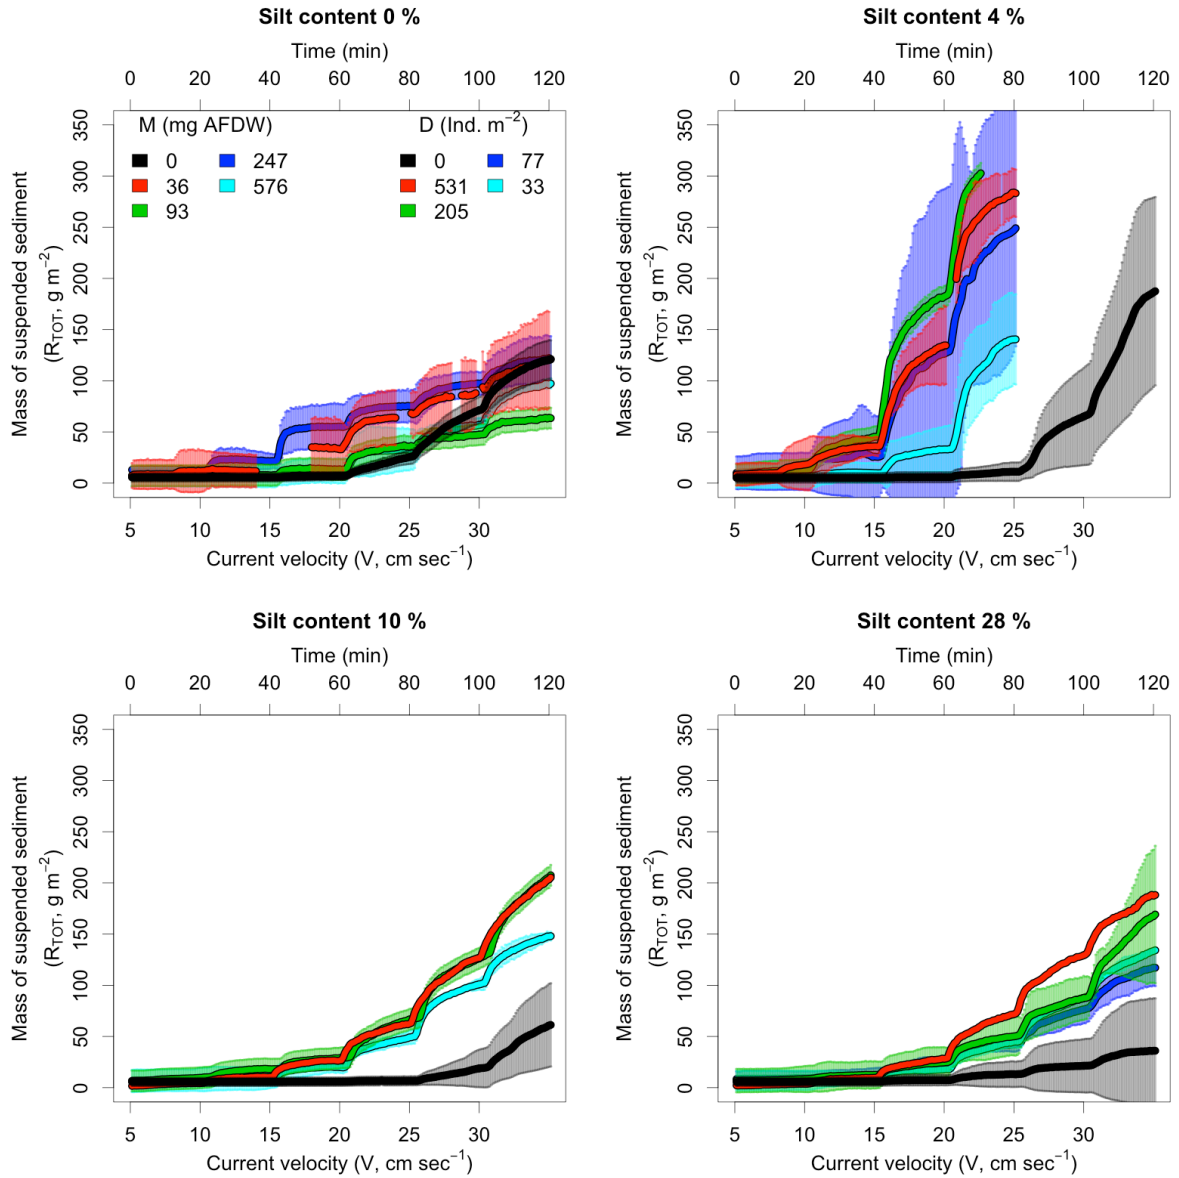 Silt content 0 %
Time (min)
0 20 40 60 80 100 120
350
300
250
200
150
100
50
0
Mass of suspended sediment
(R_TOT, g m⁻²)
M (mg AFDW)
0 247
36 576
93
D (Ind. m⁻²)
0 77
531 33
205
5 10 15 20 25 30
Current velocity (V, cm sec⁻¹)
Silt content 4 %
Time (min)
0 20 40 60 80 100 120
350
300
250
200
150
100
50
0
Mass of suspended sediment
(R_TOT, g m⁻²)
5 10 15 20 25 30
Current velocity (V, cm sec⁻¹)
Silt content 10 %
Time (min)
0 20 40 60 80 100 120
350
300
250
200
150
100
50
0
Mass of suspended sediment
(R_TOT, g m⁻²)
5 10 15 20 25 30
Current velocity (V, cm sec⁻¹)
Silt content 28 %
Time (min)
0 20 40 60 80 100 120
350
300
250
200
150
100
50
0
Mass of suspended sediment
(R_TOT, g m⁻²)
5 10 15 20 25 30
Current velocity (V, cm sec⁻¹)